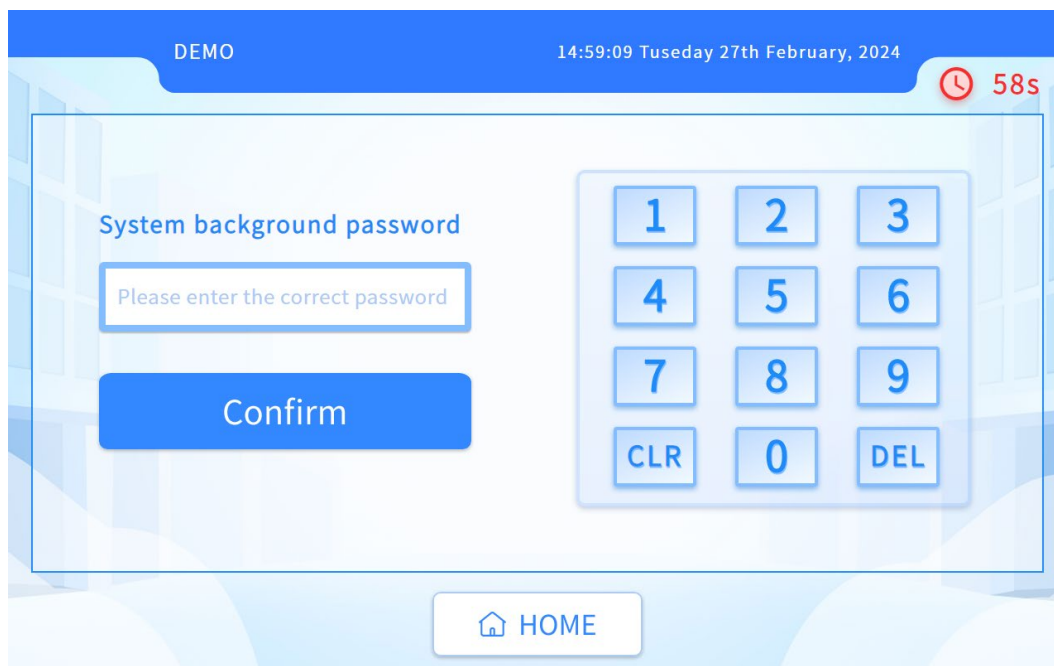 DEMO
14:59:09 Tuseday 27th February, 2024
58s
System background password
Please enter the correct password
Confirm
1 2 3
4 5 6
7 8 9
CLR 0 DEL
HOME